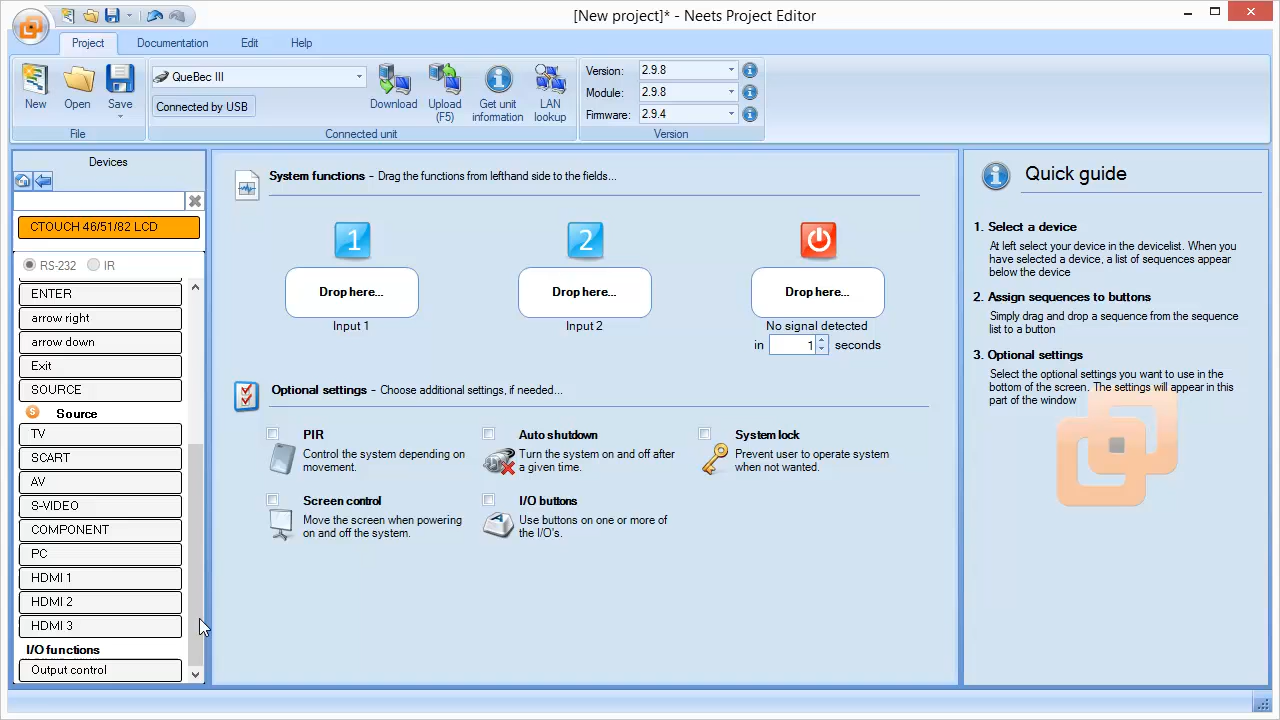 [New project]* - Neets Project Editor
Project
Documentation
Edit
Help
New
Open
Save
File
QueBec III
Connected by USB
Download
Upload
(F5)
Get unit
information
LAN
lookup
Connected unit
Version: 2.9.8
Module: 2.9.8
Firmware: 2.9.4
Version
Devices
CTOUCH 46/51/82 LCD
RS-232
IR
ENTER
arrow right
arrow down
Exit
SOURCE
S
Source
TV
SCART
AV
S-VIDEO
COMPONENT
PC
HDMI 1
HDMI 2
HDMI 3
I/O functions
Output control
System functions - Drag the functions from lefthand side to the fields...
1
2
Drop here...
Drop here...
Drop here...
Input 1
Input 2
No signal detected
in 1 seconds
Optional settings - Choose additional settings, if needed...
PIR
Control the system depending on
movement.
Auto shutdown
Turn the system on and off after
a given time.
System lock
Prevent user to operate system
when not wanted.
Screen control
Move the screen when powering
on and off the system.
I/O buttons
Use buttons on one or more of
the I/O's.
Quick guide
1. Select a device
At left select your device in the devicelist. When you
have selected a device, a list of sequences appear
below the device
2. Assign sequences to buttons
Simply drag and drop a sequence from the sequence
list to a button
3. Optional settings
Select the optional settings you want to use in the
bottom of the screen. The settings will appear in this
part of the window